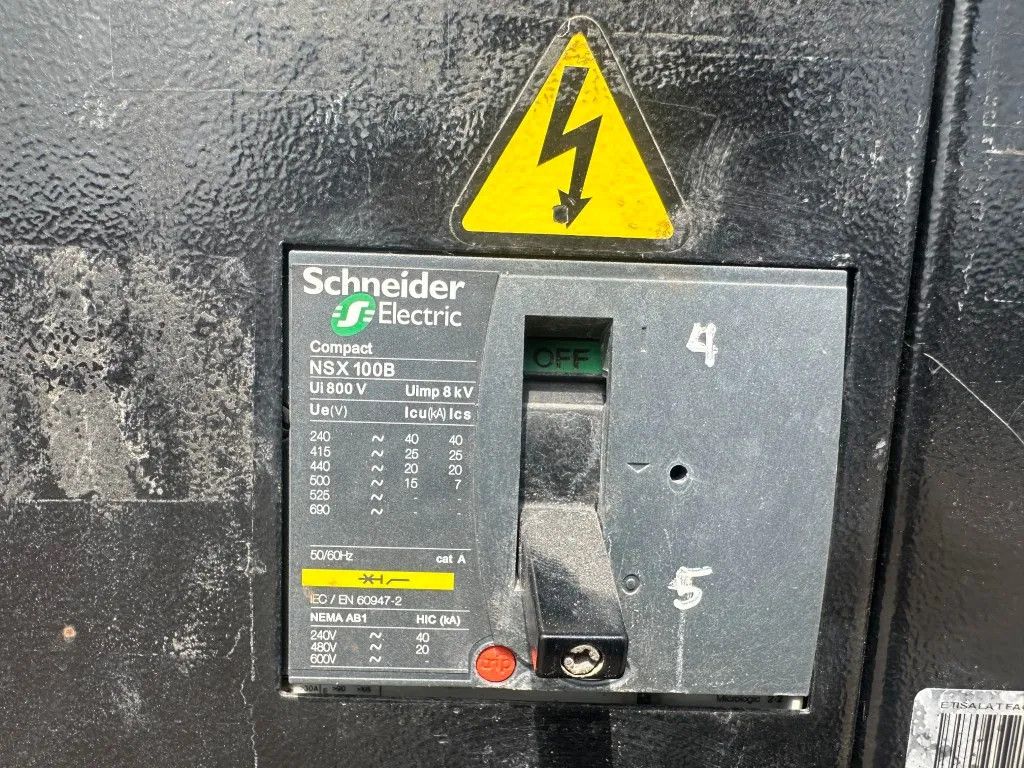 Schneider
Electric
Compact
NSX 100B
Ui 800 V Uimp 8 kV
Ue(V) Icu(kA) Ics
240 ~ 40 40
415 ~ 25 25
440 ~ 20 20
500 ~ 15 7
525 ~ - -
690 ~ - -
50/60Hz cat A
IEC / EN 60947-2
NEMA AB1 HIC (kA)
240V ~ 40
480V ~ 20
600V ~ -
OFF
4
5
Micrologic
ETISALAT